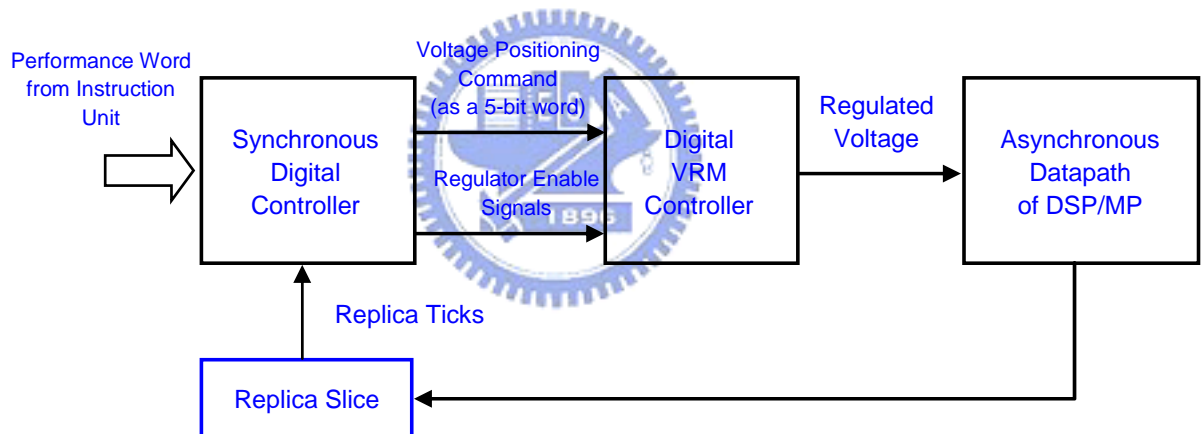 Performance Word
from Instruction
Unit
Synchronous
Digital
Controller
Voltage Positioning
Command
(as a 5-bit word)
Regulator Enable
Signals
1896
Digital
VRM
Controller
Regulated
Voltage
Asynchronous
Datapath
of DSP/MP
Replica Ticks
Replica Slice